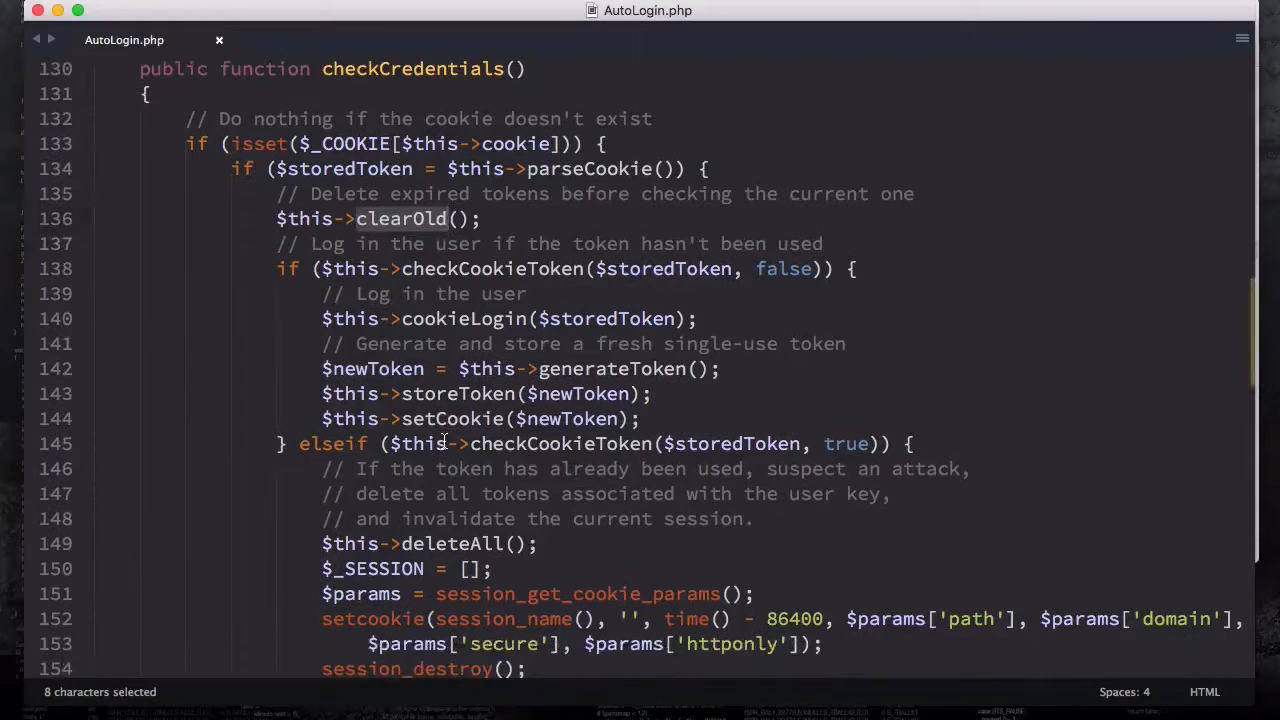 AutoLogin.php
AutoLogin.php ×
130 public function checkCredentials()
131 {
132 // Do nothing if the cookie doesn't exist
133 if (isset($_COOKIE[$this->cookie])) {
134 if ($storedToken = $this->parseCookie()) {
135 // Delete expired tokens before checking the current one
136 $this->clearOld();
137 // Log in the user if the token hasn't been used
138 if ($this->checkCookieToken($storedToken, false)) {
139 // Log in the user
140 $this->cookieLogin($storedToken);
141 // Generate and store a fresh single-use token
142 $newToken = $this->generateToken();
143 $this->storeToken($newToken);
144 $this->setCookie($newToken);
145 } elseif ($this->checkCookieToken($storedToken, true)) {
146 // If the token has already been used, suspect an attack,
147 // delete all tokens associated with the user key,
148 // and invalidate the current session.
149 $this->deleteAll();
150 $_SESSION = [];
151 $params = session_get_cookie_params();
152 setcookie(session_name(), '', time() - 86400, $params['path'], $params['domain'],
153 $params['secure'], $params['httponly']);
154 session_destroy();
8 characters selected
Spaces: 4
HTML